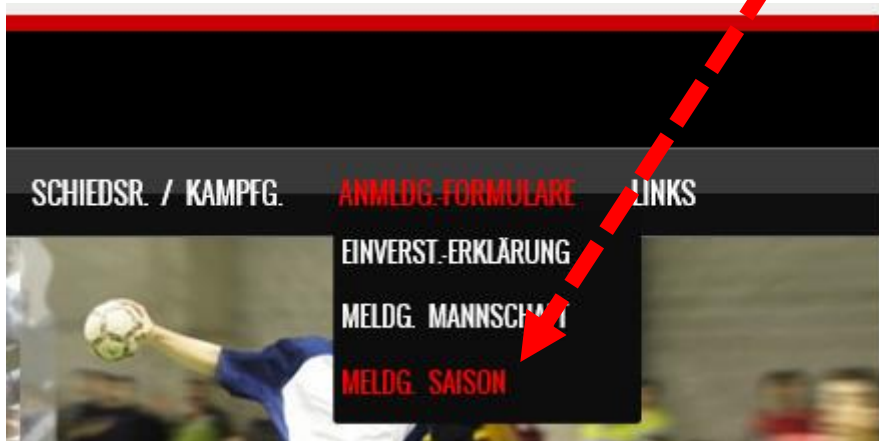 SCHIEDSR. / KAMPFG. ANMLDG.-FORMULARE LINKS
EINVERST.-ERKLÄRUNG
MELDG. MANNSCHAFT
MELDG. SAISON